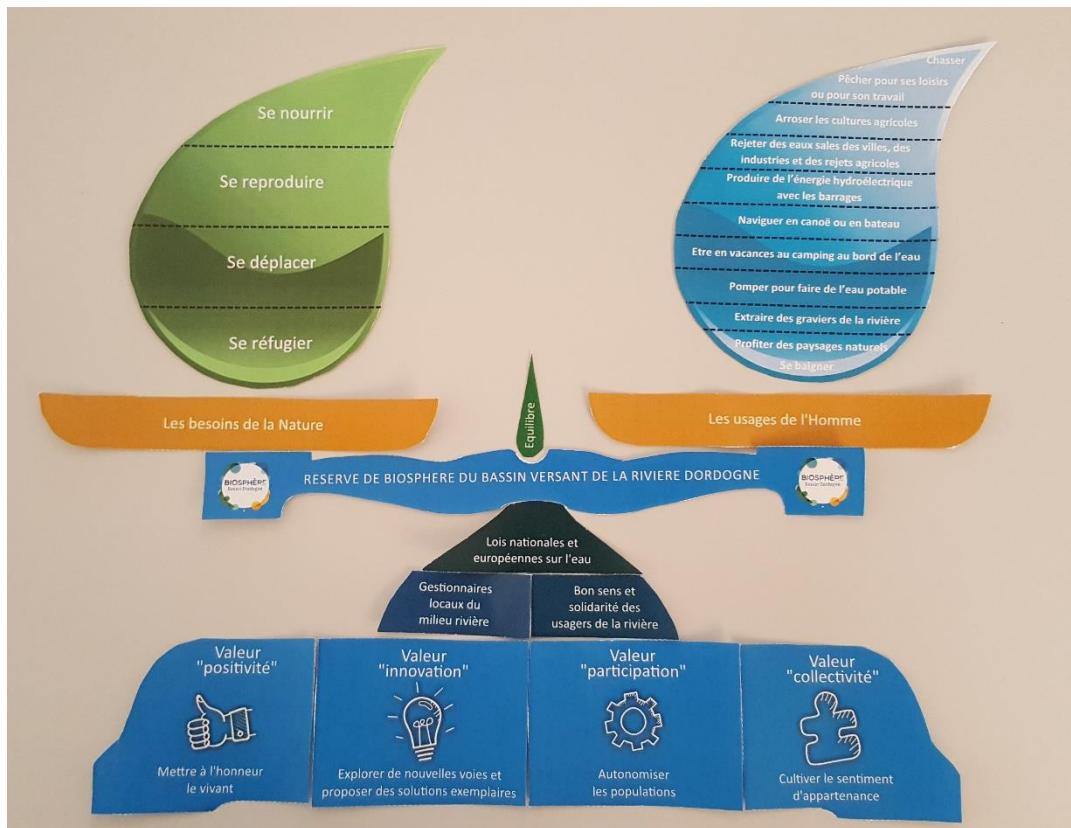 Se nourrir
Se reproduire
Se déplacer
Se réfugier
Chasser
Pêcher pour ses loisirs
ou pour son travail
Arroser les cultures agricoles
Rejeter des eaux sales des villes, des
industries et des rejets agricoles
Produire de l'énergie hydroélectrique
avec les barrages
Naviguer en canoë ou en bateau
Etre en vacances au camping au bord de l'eau
Pomper pour faire de l'eau potable
Extraire des graviers de la rivière
Profiter des paysages naturels
Se baigner
Les besoins de la Nature
Equilibre
Les usages de l'Homme
BIOSPHÈRE
Bassin Dordogne
RESERVE DE BIOSPHERE DU BASSIN VERSANT DE LA RIVIERE DORDOGNE
BIOSPHÈRE
Bassin Dordogne
Lois nationales et
européennes sur l'eau
Gestionnaires
locaux du
milieu rivière
Bon sens et
solidarité des
usagers de la rivière
Valeur
"positivité"
Mettre à l'honneur
le vivant
Valeur
"innovation"
Explorer de nouvelles voies et
proposer des solutions exemplaires
Valeur
"participation"
Autonomiser
les populations
Valeur
"collectivité"
Cultiver le sentiment
d'appartenance